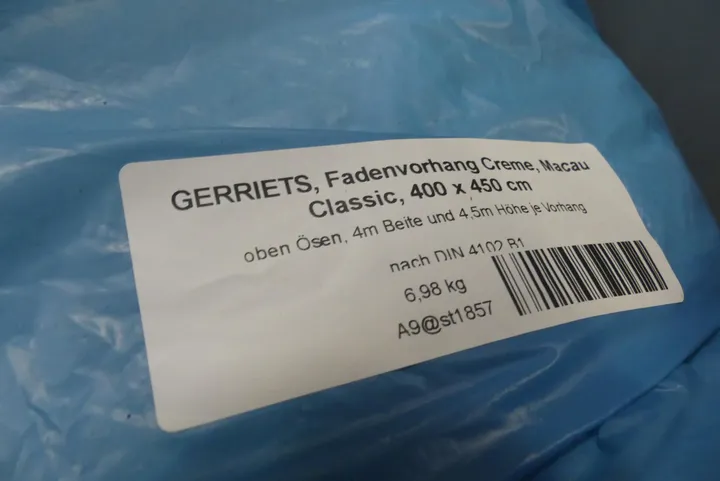 GERRIETS, Fadenvorhang Creme, Macau
Classic, 400 x 450 cm
oben Ösen, 4m Beite und 4,5m Höhe je Vorhang
nach DIN 4102 B1
6,98 kg
A9@st1857